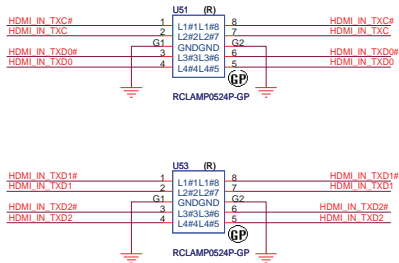 U51 (R)
HDMI_IN_TXC# 1 L1#1L1#8 8 HDMI_IN_TXC#
HDMI_IN_TXC 2 L2#2L2#7 7 HDMI_IN_TXC
G1 GNDGND G2
HDMI_IN_TXD0# 3 L3#3L3#6 6 HDMI_IN_TXD0#
HDMI_IN_TXD0 4 L4#4L4#5 5 HDMI_IN_TXD0
GP
RCLAMP0524P-GP
U53 (R)
HDMI_IN_TXD1# 1 L1#1L1#8 8 HDMI_IN_TXD1#
HDMI_IN_TXD1 2 L2#2L2#7 7 HDMI_IN_TXD1
G1 GNDGND G2
HDMI_IN_TXD2# 3 L3#3L3#6 6 HDMI_IN_TXD2#
HDMI_IN_TXD2 4 L4#4L4#5 5 HDMI_IN_TXD2
GP
RCLAMP0524P-GP